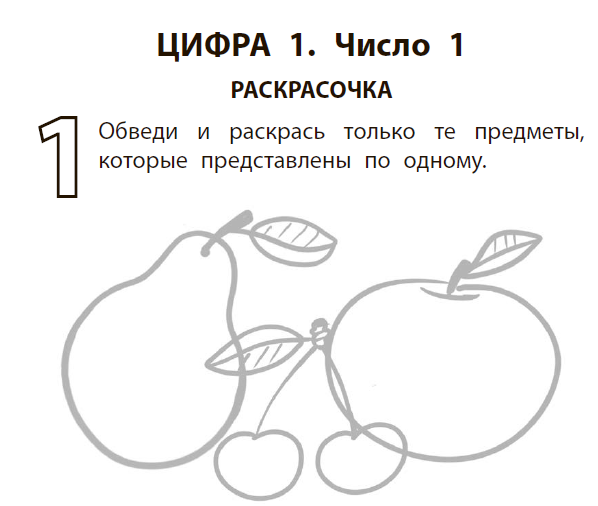 ЦИФРА 1. Число 1
РАСКРАСОЧКА
1
Обведи и раскрась только те предметы,
которые представлены по одному.